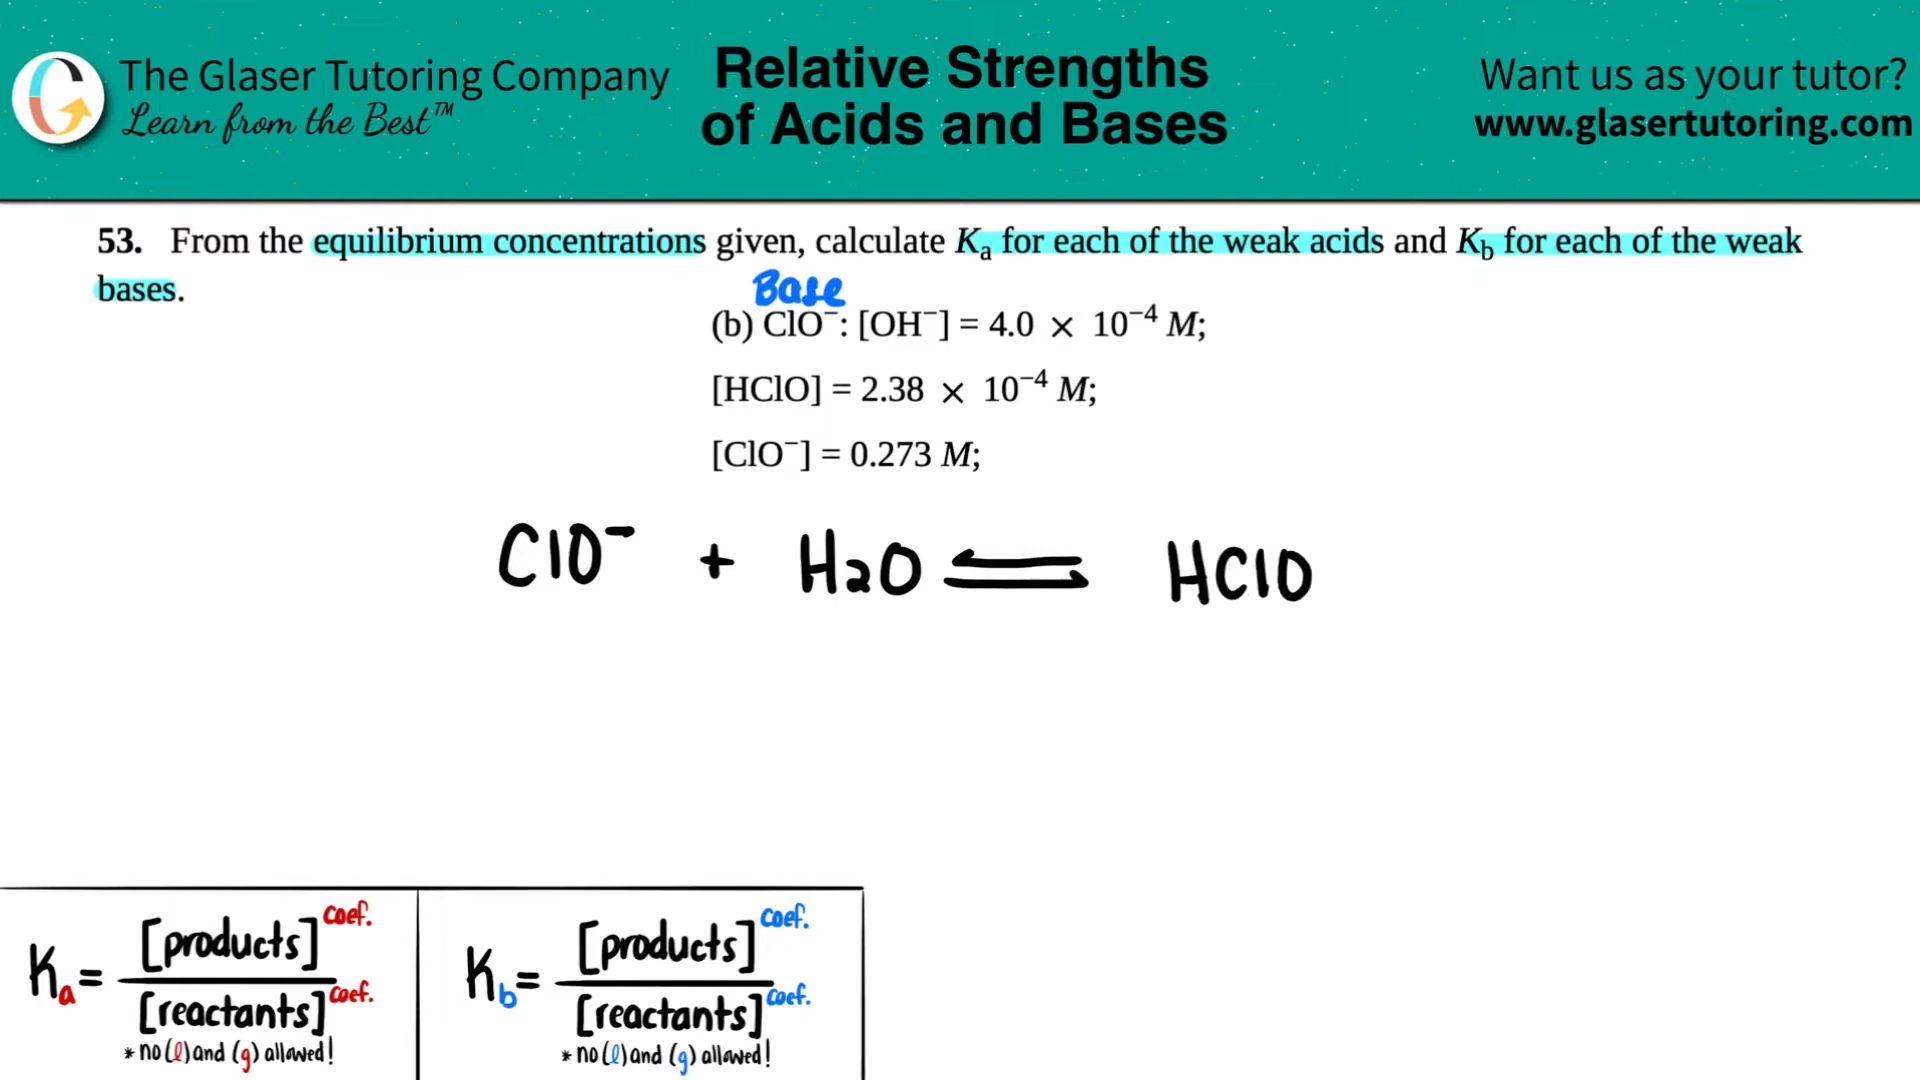 The Glaser Tutoring Company
Learn from the Best™
Relative Strengths
of Acids and Bases
Want us as your tutor?
www.glasertutoring.com
53. From the equilibrium concentrations given, calculate Kₐ for each of the weak acids and K_b for each of the weak
bases.
Base
(b) ClO⁻: [OH⁻] = 4.0 × 10⁻⁴ M;
[HClO] = 2.38 × 10⁻⁴ M;
[ClO⁻] = 0.273 M;
ClO⁻ + H₂O ⇌ HClO
Kₐ = [products]^coef.
[reactants]^coef.
* no (l) and (g) allowed!
K_b = [products]^coef.
[reactants]^coef.
* no (l) and (g) allowed!